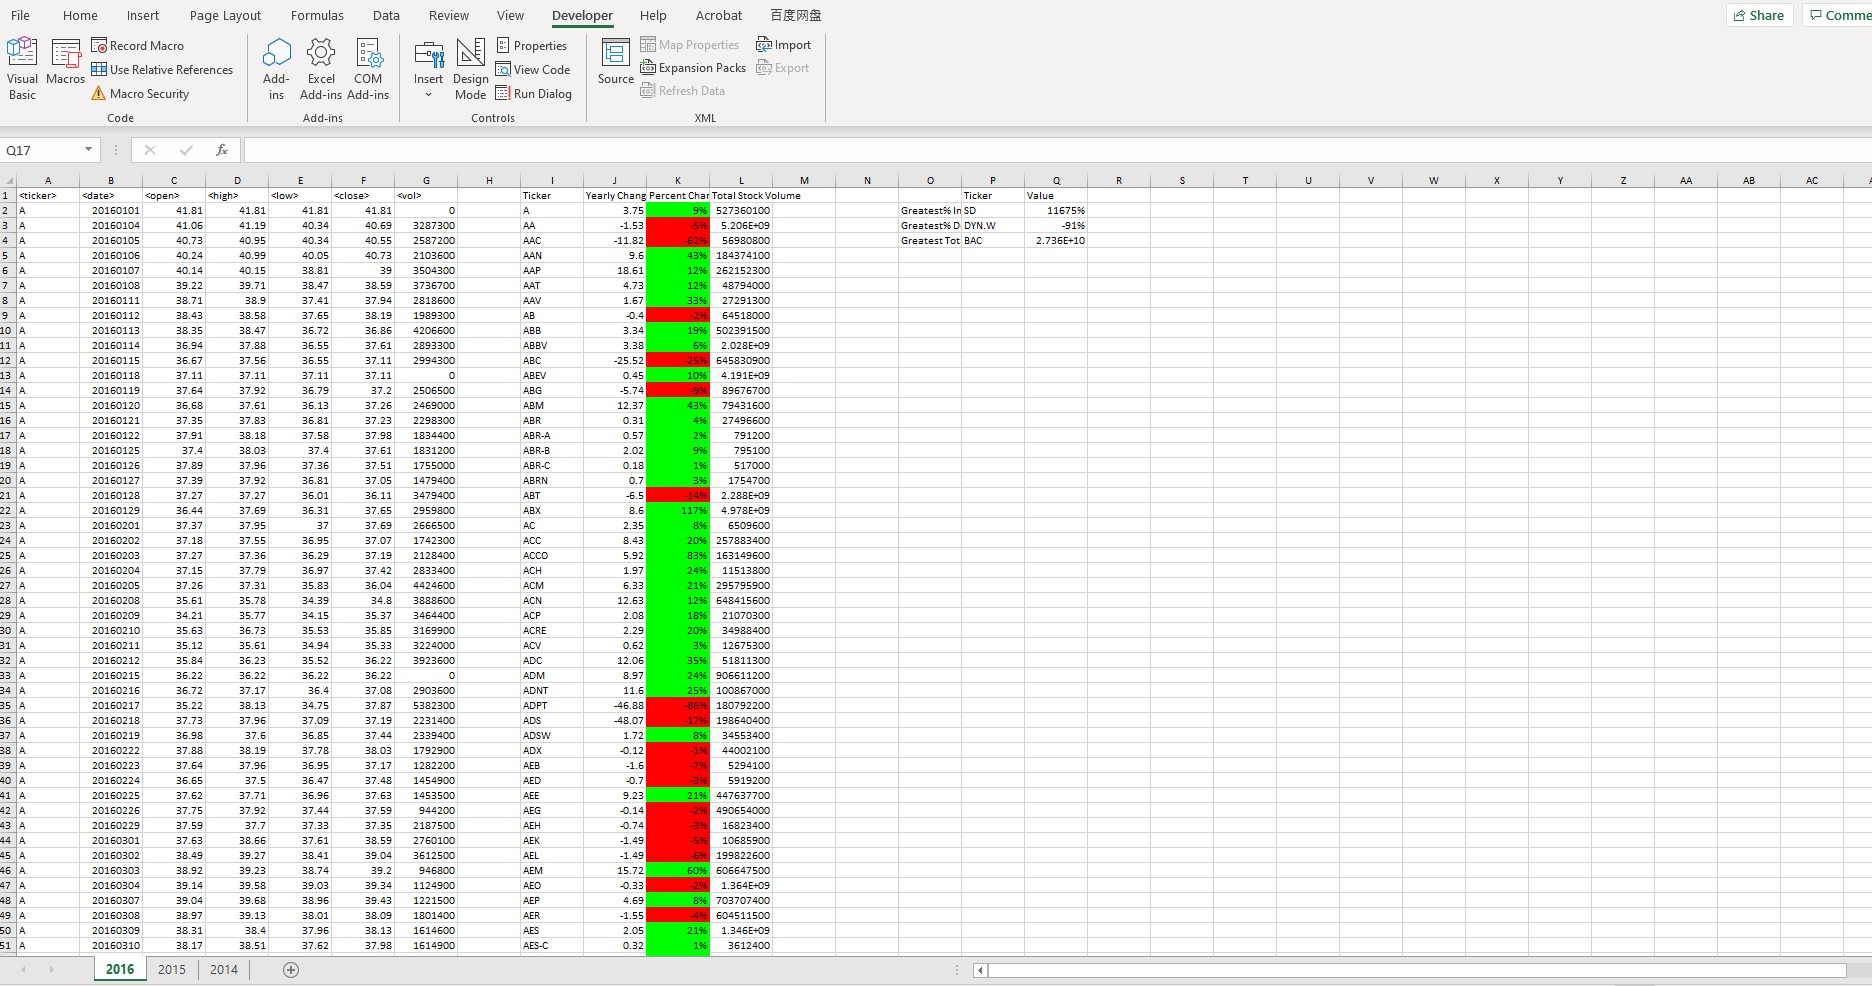 File Home Insert Page Layout Formulas Data Review View Developer Help Acrobat 百度网盘 Share Comme
Visual Basic Macros Record Macro Use Relative References Macro Security Code
Add-ins Excel Add-ins COM Add-ins Add-ins
Insert Design Mode Properties View Code Run Dialog Controls
Source Map Properties Expansion Packs Refresh Data Import Export XML
Q17 fx
A B C D E F G H I J K L M N O P Q R S T U V W X Y Z AA AB AC
1 <ticker> <date> <open> <high> <low> <close> <vol> Ticker Yearly Chang Percent Char Total Stock Volume Ticker Value
2 A 20160101 41.81 41.81 41.81 41.81 0 A 3.75 9% 527360100 Greatest% In SD 11675%
3 A 20160104 41.06 41.19 40.34 40.69 3287300 AA -1.53 -5% 5.206E+09 Greatest% D DYN.W -91%
4 A 20160105 40.73 40.95 40.34 40.55 2587200 AAC -11.82 -62% 56980800 Greatest Tot BAC 2.736E+10
5 A 20160106 40.24 40.99 40.05 40.73 2103600 AAN 9.6 43% 184374100
6 A 20160107 40.14 40.15 38.81 39 3504300 AAP 18.61 12% 262152300
7 A 20160108 39.22 39.71 38.47 38.59 3736700 AAT 4.73 12% 48794000
8 A 20160111 38.71 38.9 37.41 37.94 2818600 AAV 1.67 33% 27291300
9 A 20160112 38.43 38.58 37.65 38.19 1989300 AB -0.4 -2% 64518000
10 A 20160113 38.35 38.47 36.72 36.86 4206600 ABB 3.34 19% 502391500
11 A 20160114 36.94 37.88 36.55 37.61 2893300 ABBV 3.38 6% 2.028E+09
12 A 20160115 36.67 37.56 36.55 37.11 2994300 ABC -25.52 -25% 645830900
13 A 20160118 37.11 37.11 37.11 37.11 0 ABEV 0.45 10% 4.191E+09
14 A 20160119 37.64 37.92 36.79 37.2 2506500 ABG -5.74 -9% 89676700
15 A 20160120 36.68 37.61 36.13 37.26 2469000 ABM 12.37 43% 79431600
16 A 20160121 37.35 37.83 36.81 37.23 2298300 ABR 0.31 4% 27496600
17 A 20160122 37.91 38.18 37.58 37.98 1834400 ABR-A 0.57 2% 791200
18 A 20160125 37.4 38.03 37.4 37.61 1831200 ABR-B 2.02 9% 795100
19 A 20160126 37.89 37.96 37.36 37.51 1755000 ABR-C 0.18 1% 517000
20 A 20160127 37.39 37.92 36.81 37.05 1479400 ABRN 0.7 3% 1754700
21 A 20160128 37.27 37.27 36.01 36.11 3479400 ABT -6.5 -14% 2.288E+09
22 A 20160129 36.44 37.69 36.31 37.65 2959800 ABX 8.6 117% 4.978E+09
23 A 20160201 37.37 37.95 37 37.69 2666500 AC 2.35 8% 6509600
24 A 20160202 37.18 37.55 36.95 37.07 1742300 ACC 8.43 20% 257883400
25 A 20160203 37.27 37.36 36.29 37.19 2128400 ACCO 5.92 83% 163149600
26 A 20160204 37.15 37.79 36.97 37.42 2833400 ACH 1.97 24% 11513800
27 A 20160205 37.26 37.31 35.83 36.04 4424600 ACM 6.33 21% 295795900
28 A 20160208 35.61 35.78 34.39 34.8 3888600 ACN 12.63 12% 648415600
29 A 20160209 34.21 35.77 34.15 35.37 3464400 ACP 2.08 18% 21070300
30 A 20160210 35.63 36.73 35.53 35.85 3169900 ACRE 2.29 20% 34988400
31 A 20160211 35.12 35.61 34.94 35.33 3224000 ACV 0.62 3% 12675300
32 A 20160212 35.84 36.23 35.52 36.22 3923600 ADC 12.06 35% 51811300
33 A 20160215 36.22 36.22 36.22 36.22 0 ADM 8.97 24% 906611200
34 A 20160216 36.72 37.17 36.4 37.08 2903600 ADNT 11.6 25% 100867000
35 A 20160217 35.22 38.13 34.75 37.87 5382300 ADPT -46.88 -86% 180792200
36 A 20160218 37.73 37.96 37.09 37.19 2231400 ADS -48.07 -17% 198640400
37 A 20160219 36.98 37.6 36.85 37.44 2339400 ADSW 1.72 8% 34553400
38 A 20160222 37.88 38.19 37.78 38.03 1792900 ADX -0.12 -1% 44002100
39 A 20160223 37.64 37.96 36.95 37.17 1282200 AEB -1.6 -7% 5294100
40 A 20160224 36.65 37.5 36.47 37.48 1454900 AED -0.7 -3% 5919200
41 A 20160225 37.62 37.71 36.96 37.63 1453500 AEE 9.23 21% 447637700
42 A 20160226 37.75 37.92 37.44 37.59 944200 AEG -0.14 -2% 490654000
43 A 20160229 37.59 37.7 37.33 37.35 2187500 AEH -0.74 -3% 16823400
44 A 20160301 37.63 38.66 37.61 38.59 2760100 AEK -1.49 -5% 10685900
45 A 20160302 38.49 39.27 38.41 39.04 3612500 AEL -1.49 -6% 199822600
46 A 20160303 38.92 39.23 38.74 39.2 946800 AEM 15.72 60% 606647500
47 A 20160304 39.14 39.58 39.03 39.34 1124900 AEO -0.33 -2% 1.364E+09
48 A 20160307 39.04 39.68 38.96 39.43 1221500 AEP 4.69 8% 703707400
49 A 20160308 38.97 39.13 38.01 38.09 1801400 AER -1.55 -4% 604511500
50 A 20160309 38.31 38.4 37.96 38.13 1614600 AES 2.05 21% 1.346E+09
51 A 20160310 38.17 38.51 37.62 37.98 1614900 AES-C 0.32 1% 3612400
2016 2015 2014